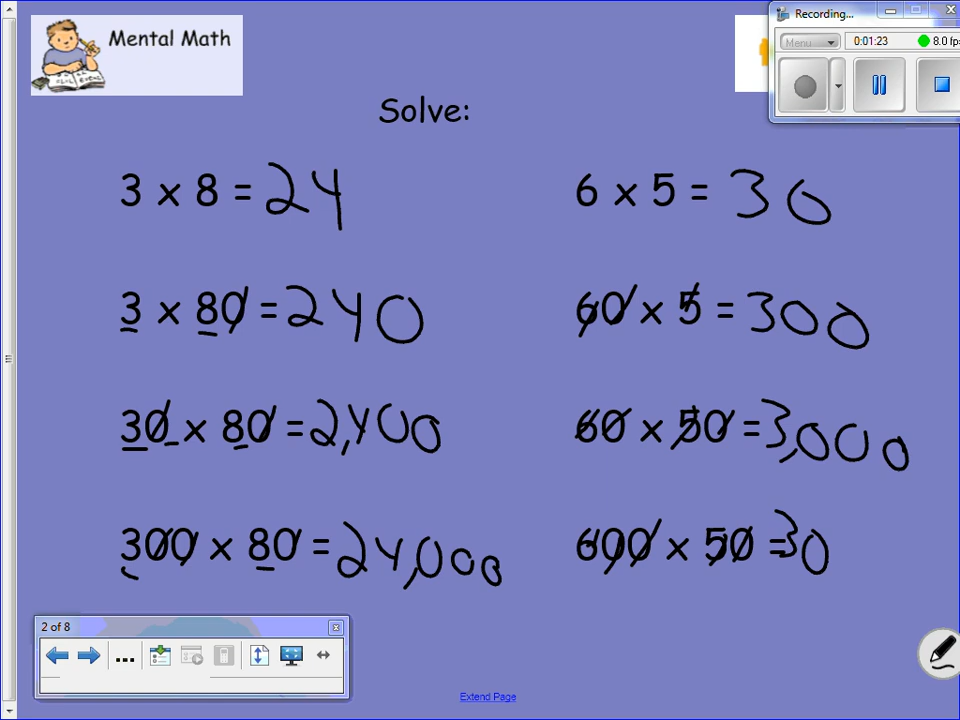 Mental Math
Recording...
Menu
0:01:23
8.0 fp
Solve:
3 x 8 = 24
6 x 5 = 30
3 x 80 = 240
60 x 5 = 300
30 x 80 = 2,400
60 x 50 = 3,000
300 x 80 = 24,000
600 x 50 = 30
2 of 8
...
Extend Page